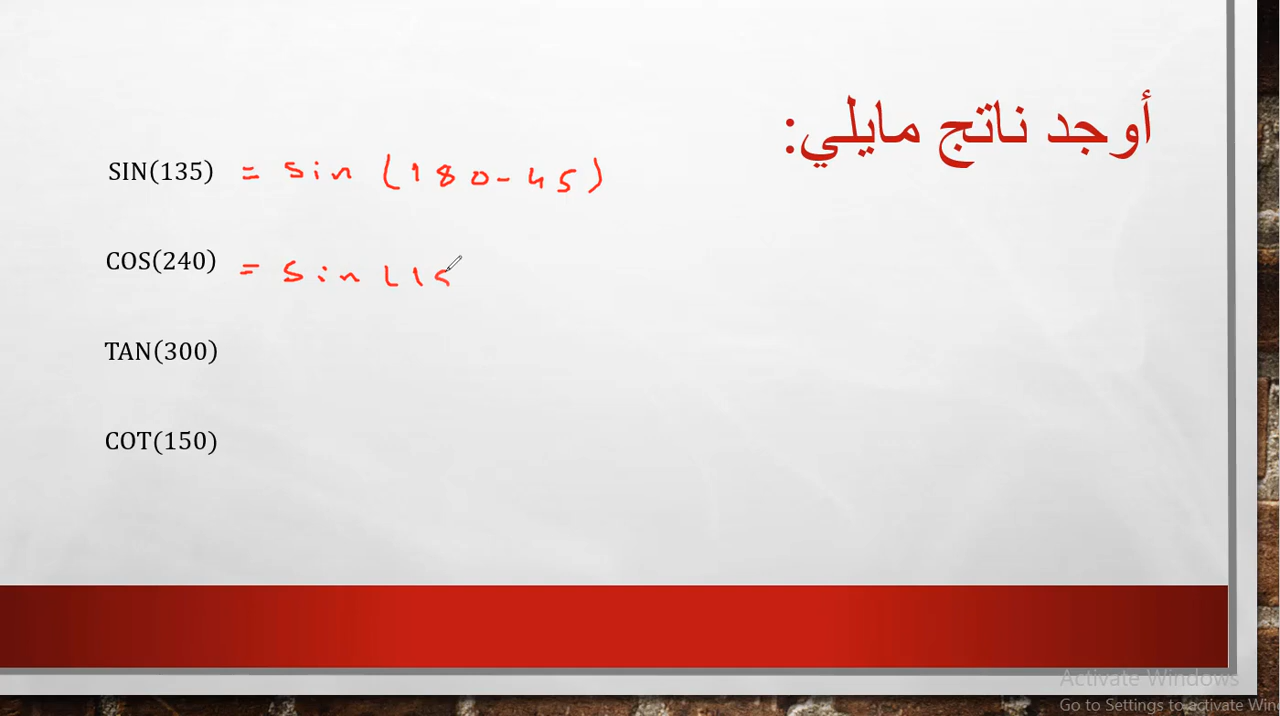 أوجد ناتج مايلي:
SIN(135) = sin (180-45)
COS(240) = sin (18
TAN(300)
COT(150)
Activate Windows
Go to Settings to activate Win